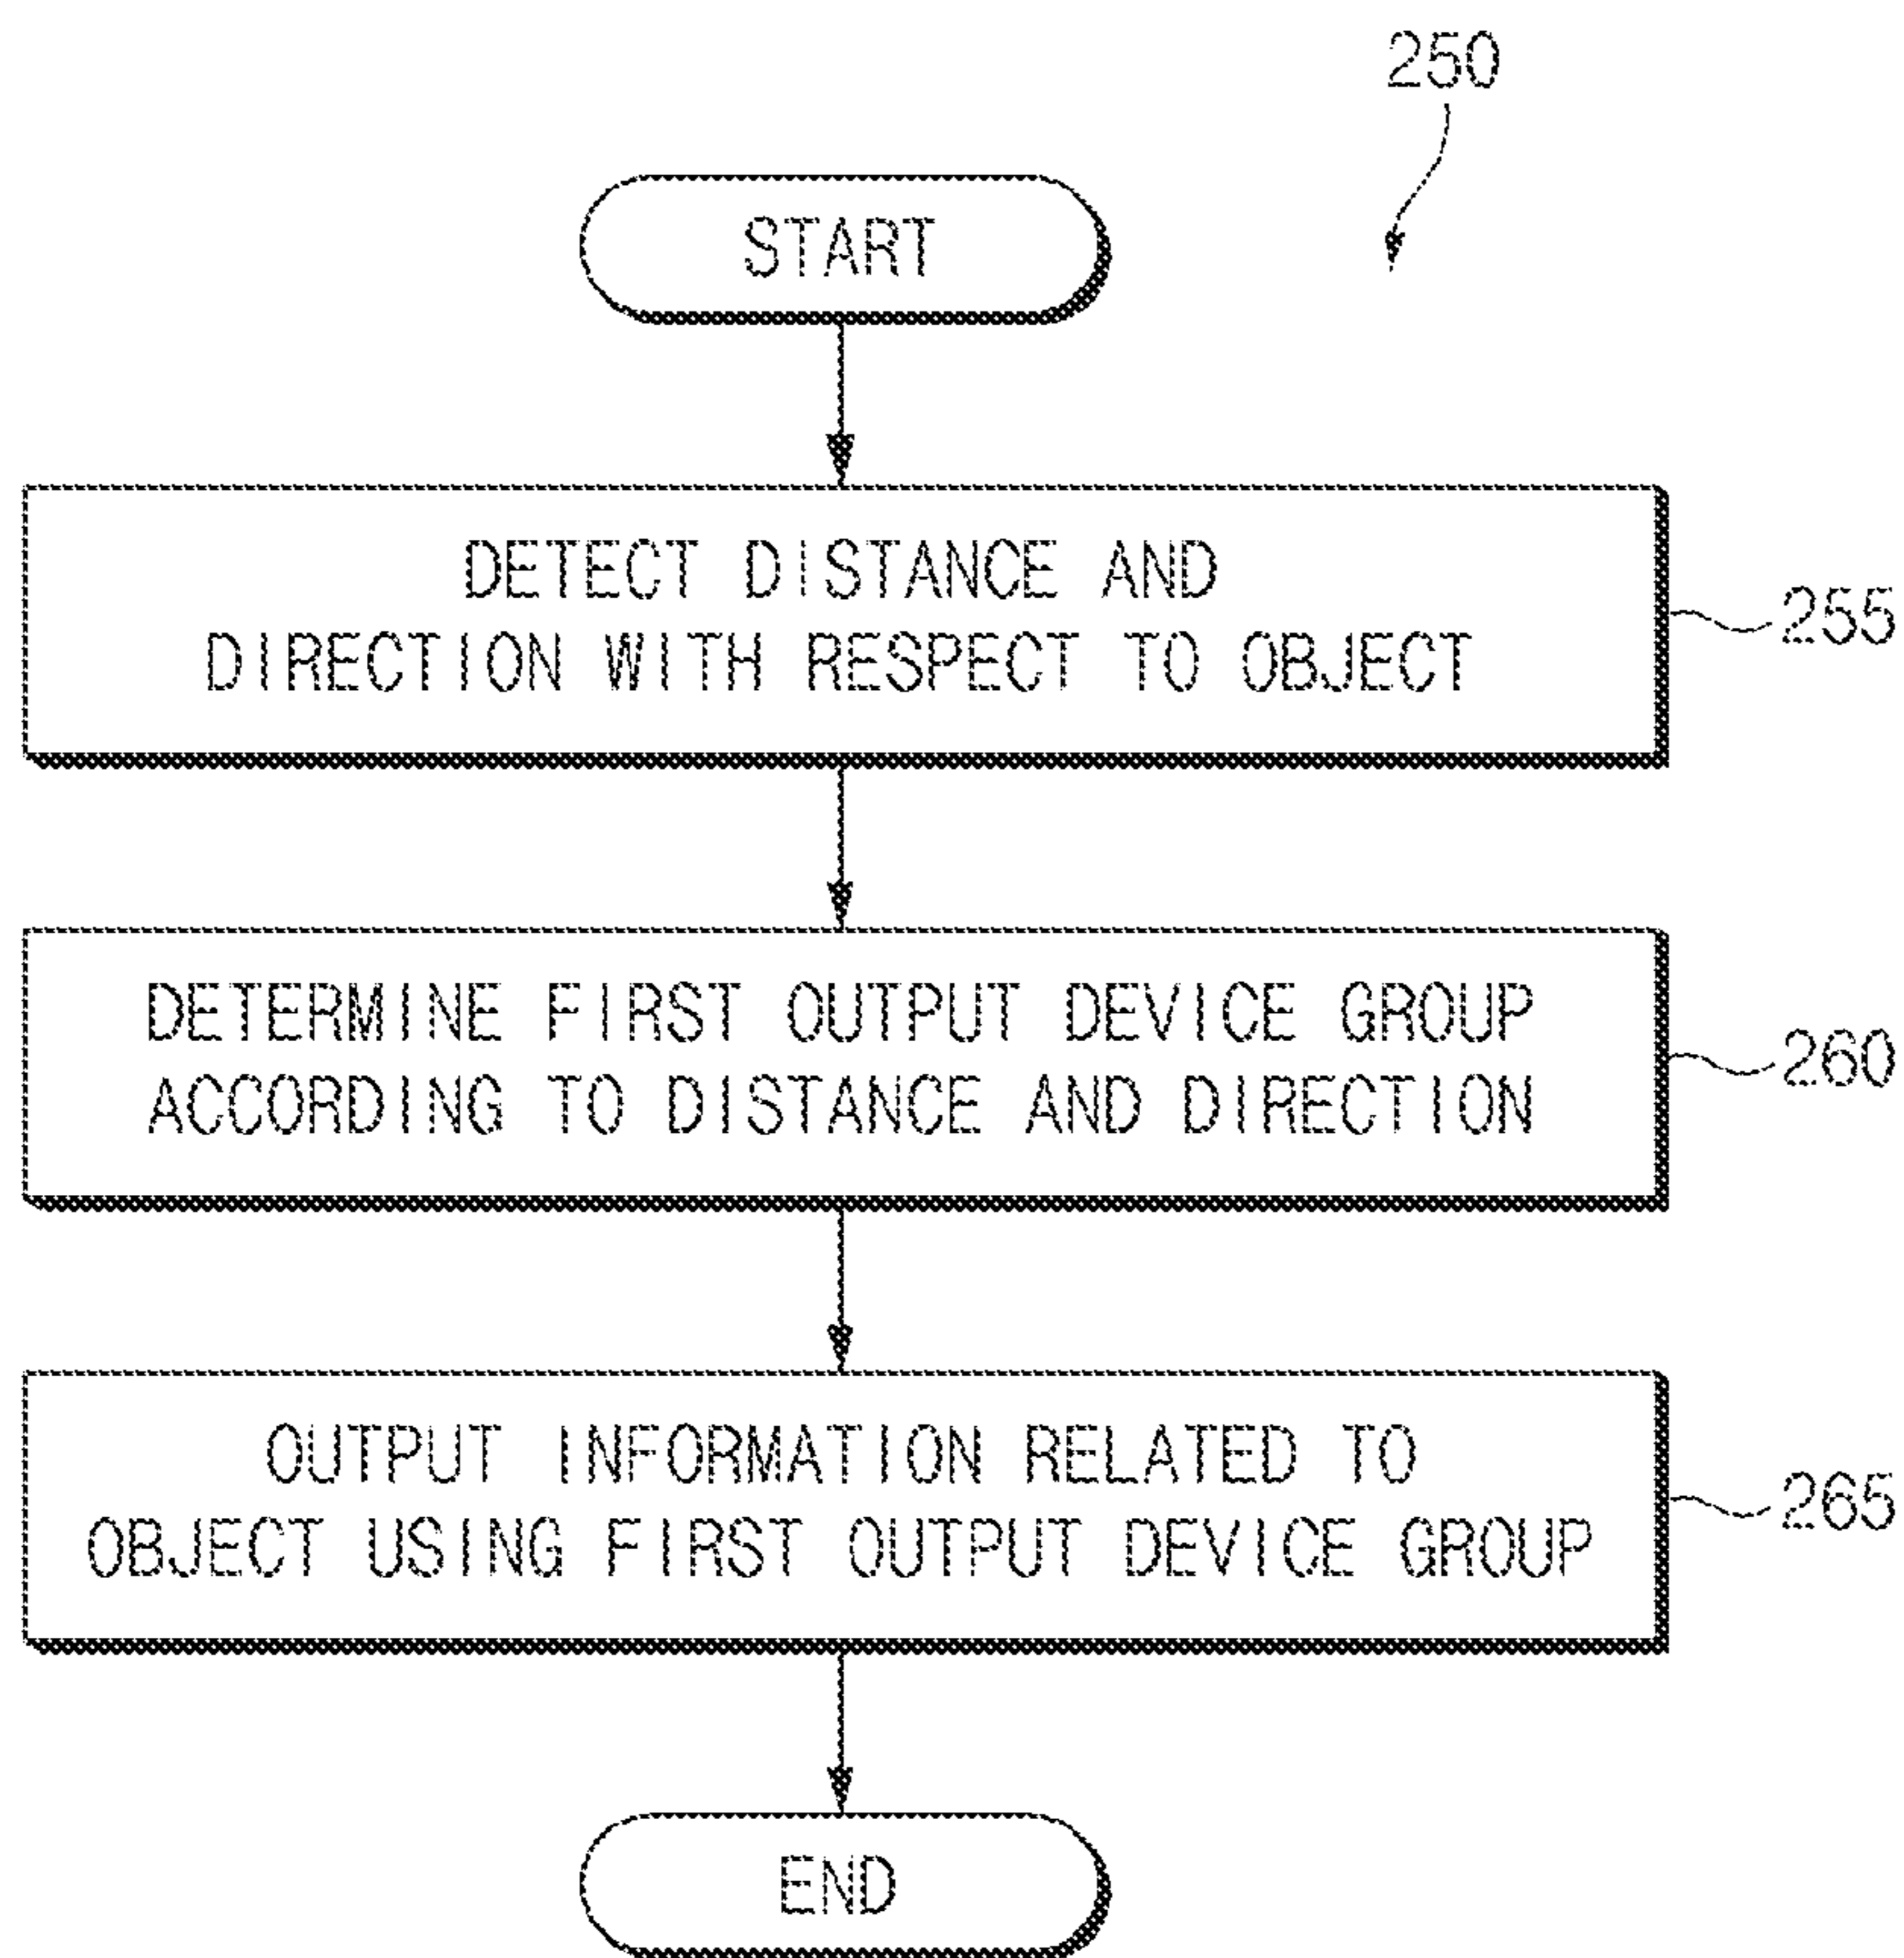 250
START
DETECT DISTANCE AND
DIRECTION WITH RESPECT TO OBJECT
255
DETERMINE FIRST OUTPUT DEVICE GROUP
ACCORDING TO DISTANCE AND DIRECTION
260
OUTPUT INFORMATION RELATED TO
OBJECT USING FIRST OUTPUT DEVICE GROUP
265
END